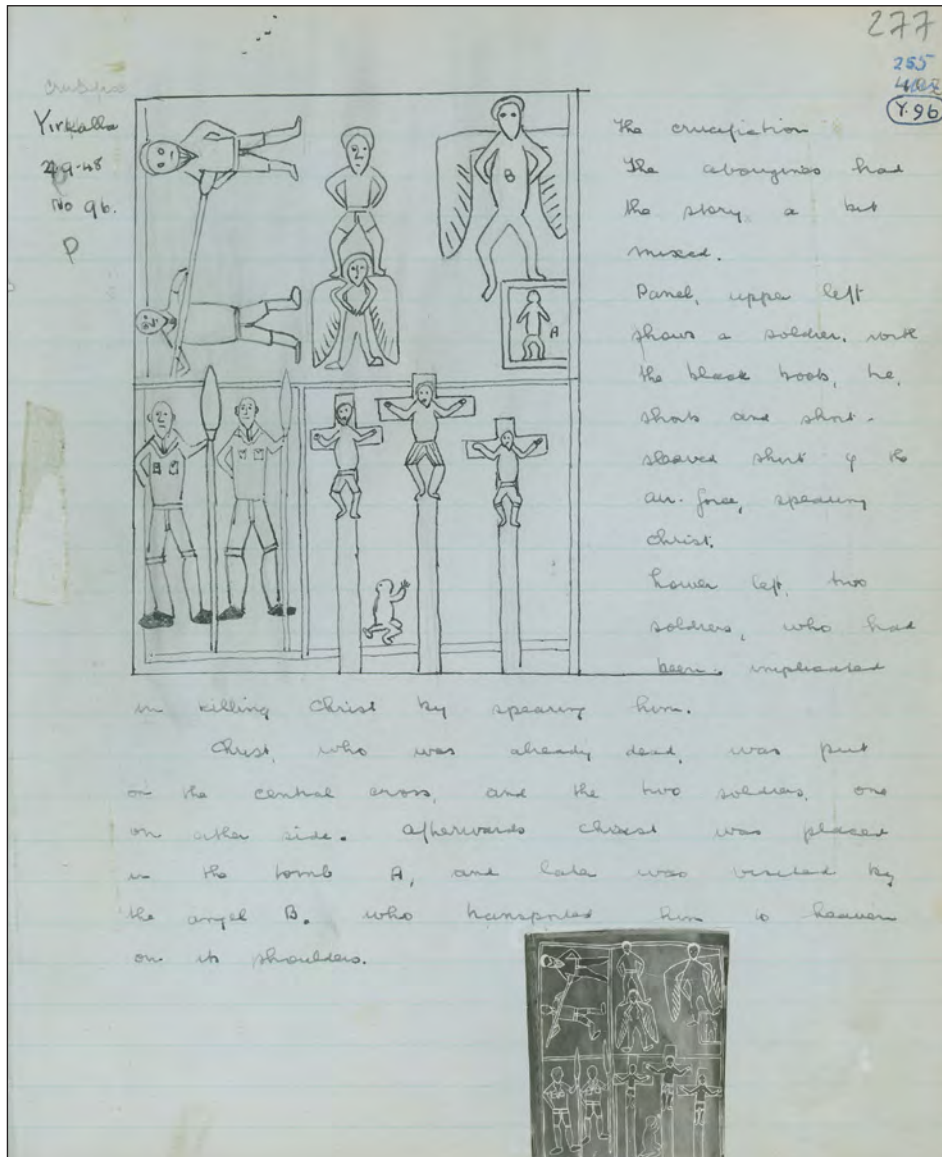 277
255
Y.96
Yirkalla
29-9-48
No 96.
P
B
A
The crucifiction
The aborigines had
the story a bit
mixed.
Panel, upper left
shows a soldier, with
the black boots, he,
shorts and short-
sleeved shirt of the
air-force, spearing
Christ.
Lower left, two
soldiers, who had
been implicated
in killing Christ by spearing him.
Christ, who was already dead, was put
on the central cross, and the two soldiers, one
on either side. Afterwards Christ was placed
in the tomb A, and later was visited by
the angel B. who transported him to heaven
on its shoulders.